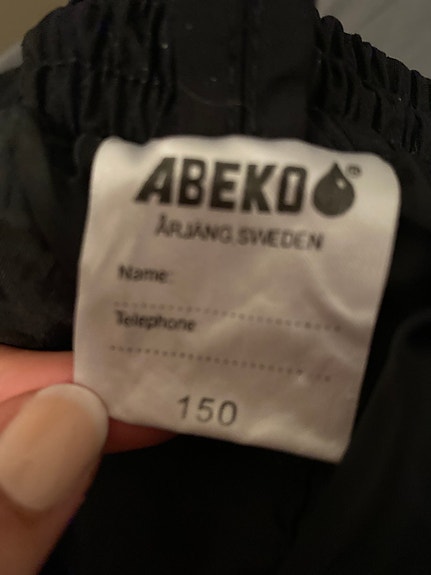 ABEKO
ÅRJÄNG.SWEDEN
Name:
Telephone
150